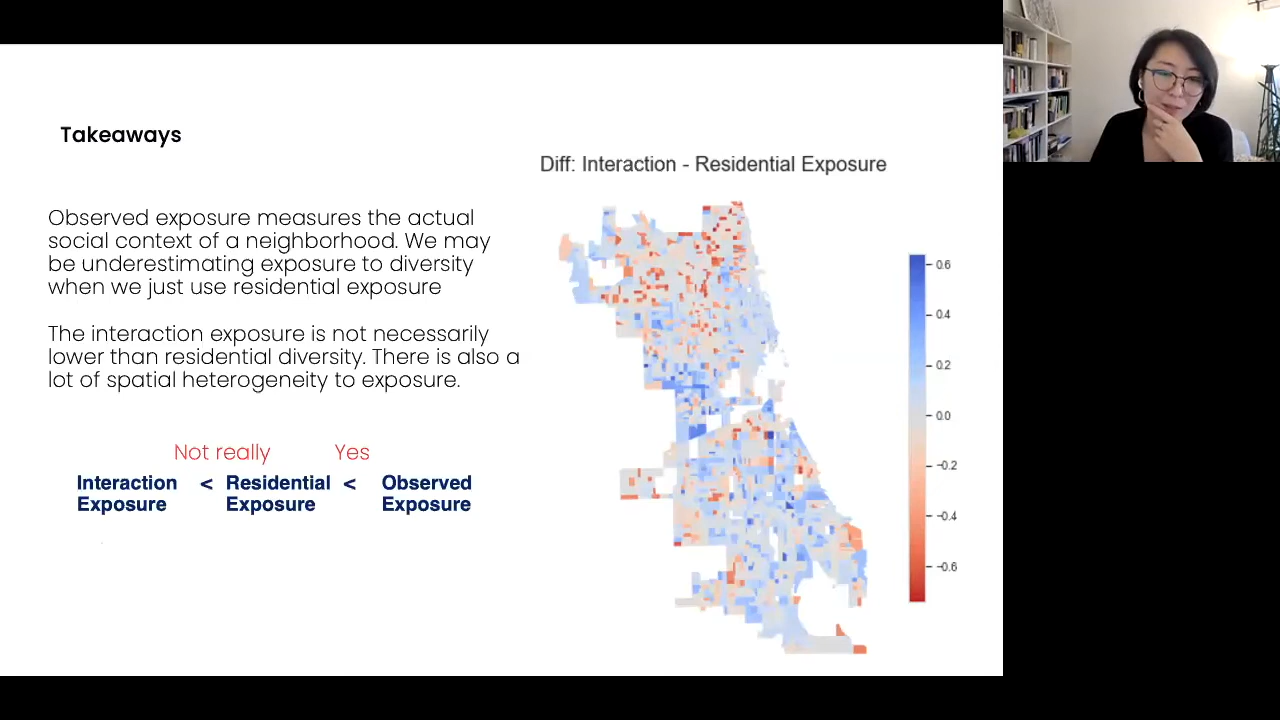 Takeaways
Diff: Interaction - Residential Exposure
Observed exposure measures the actual
social context of a neighborhood. We may
be underestimating exposure to diversity
when we just use residential exposure
The interaction exposure is not necessarily
lower than residential diversity. There is also a
lot of spatial heterogeneity to exposure.
Not really Yes
Interaction < Residential < Observed
Exposure Exposure Exposure
0.6
0.4
0.2
0.0
−0.2
−0.4
−0.6